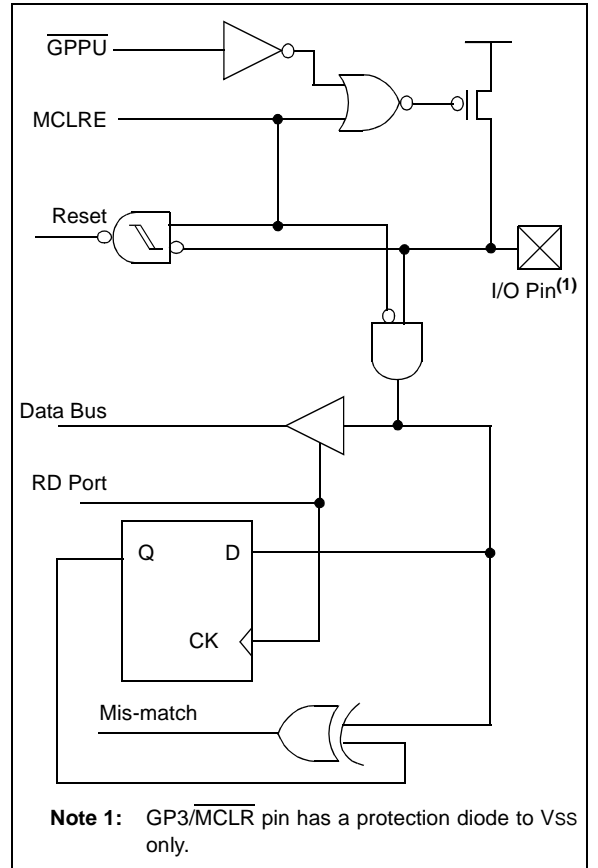 GPPU
MCLRE
Reset
I/O Pin(1)
Data Bus
RD Port
Q D
CK
Mis-match
Note 1: GP3/MCLR pin has a protection diode to VSS
only.